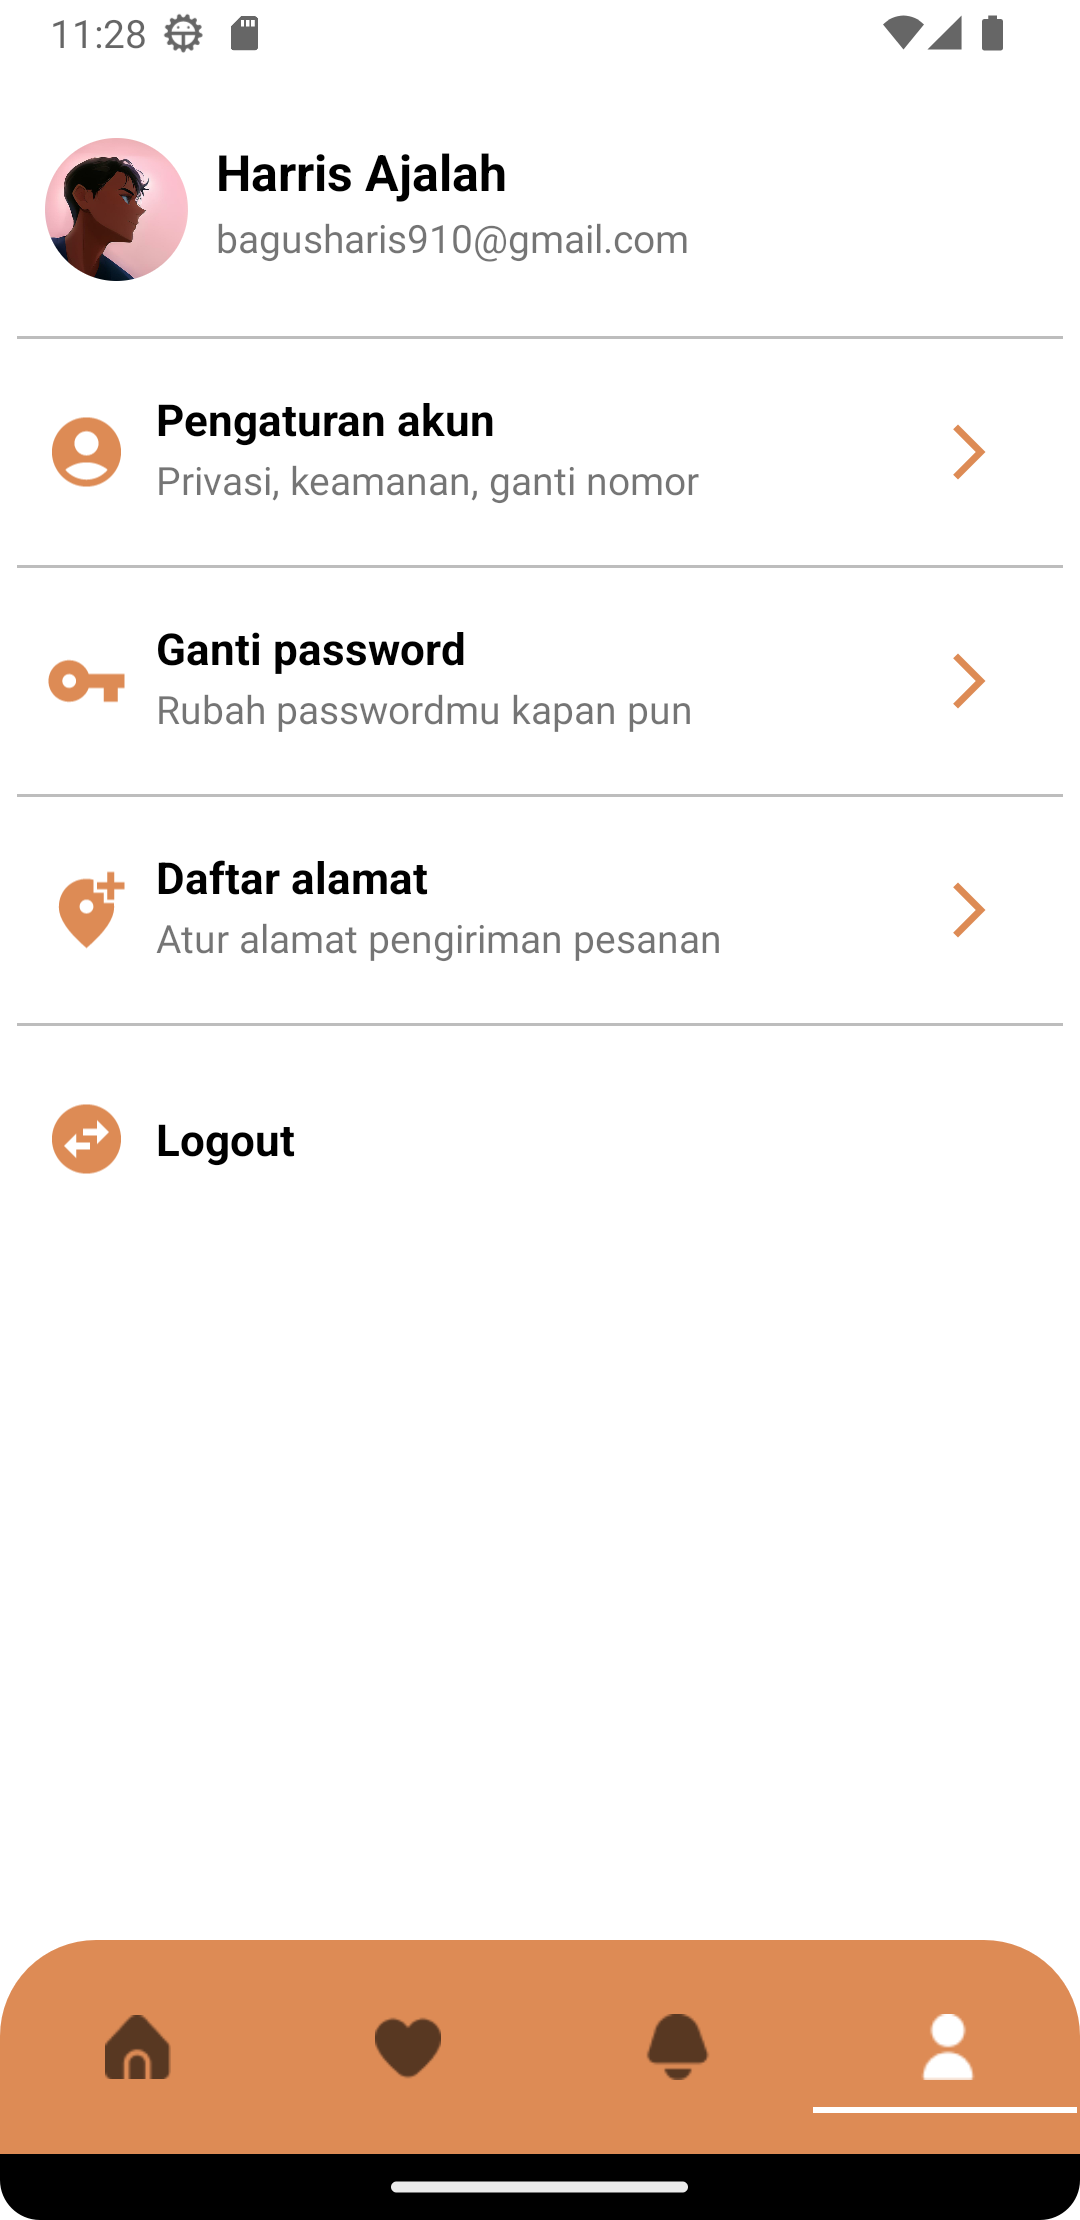 11:28
Harris Ajalah
bagusharis910@gmail.com
Pengaturan akun
Privasi, keamanan, ganti nomor
Ganti password
Rubah passwordmu kapan pun
Daftar alamat
Atur alamat pengiriman pesanan
Logout